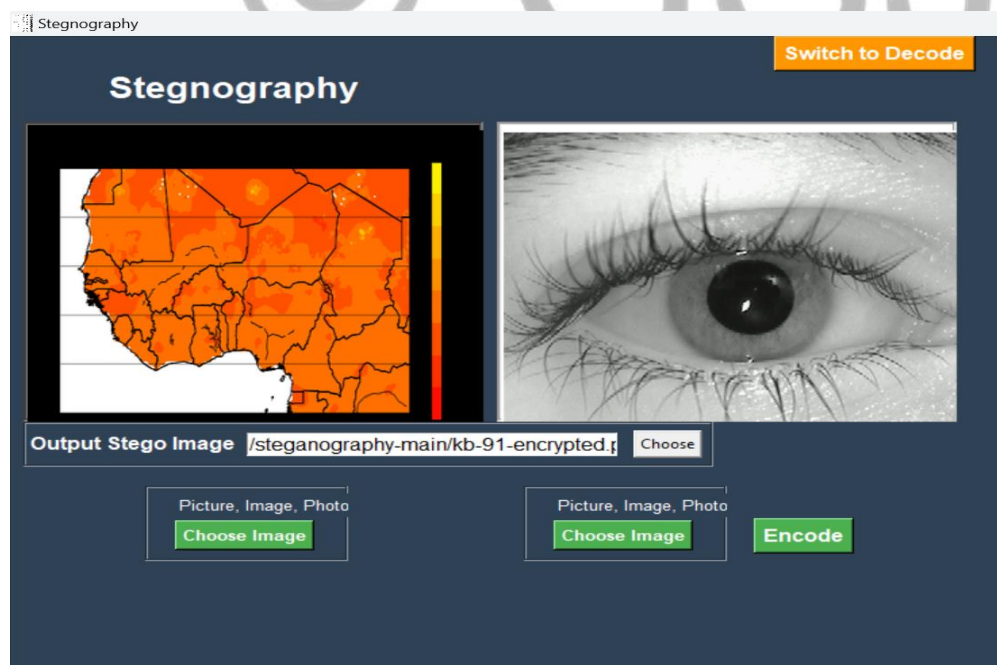 Stegnography
Switch to Decode
Stegnography
Output Stego Image /steganography-main/kb-91-encrypted.p Choose
Picture, Image, Photo Picture, Image, Photo
Choose Image Choose Image Encode